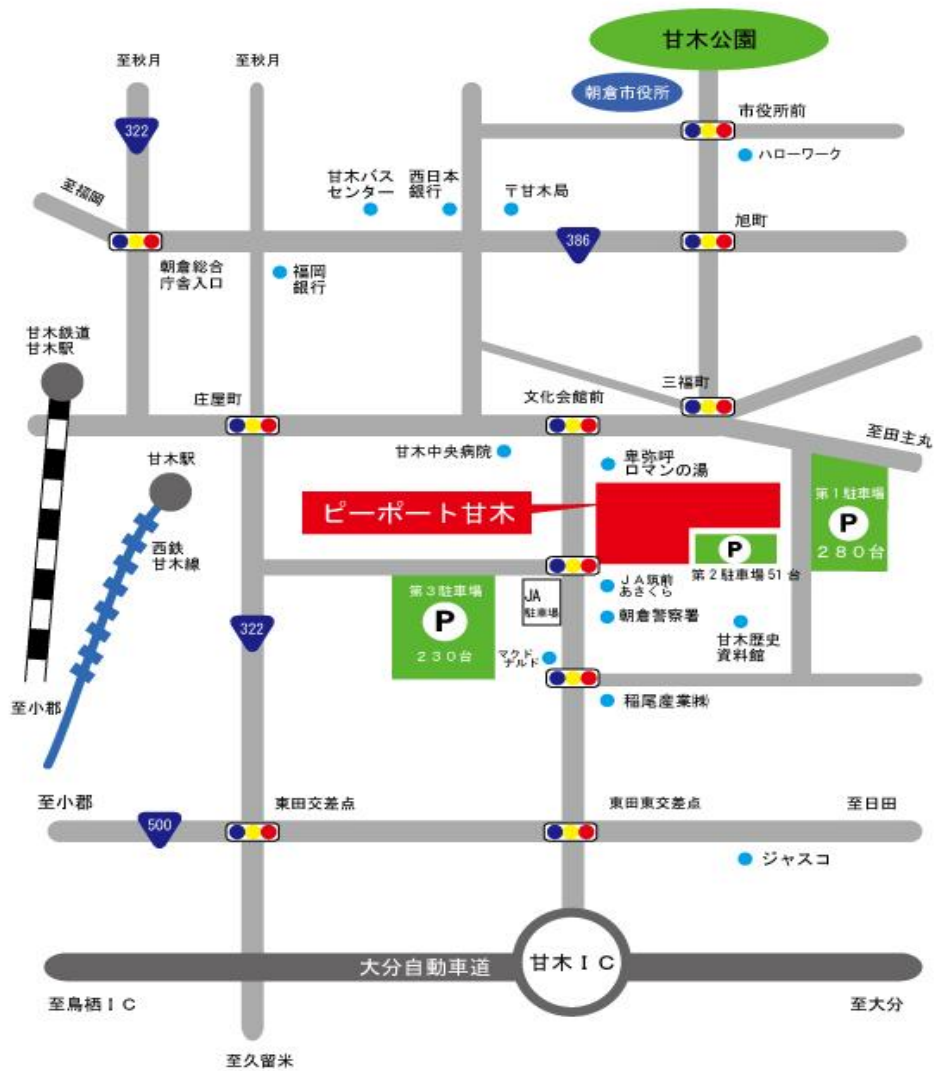 甘木公園
至秋月
至秋月
朝倉市役所
市役所前
322
ハローワーク
至福岡
甘木バス
センター
西日本
銀行
〒甘木局
旭町
386
朝倉総合
庁舎入口
福岡
銀行
甘木鉄道
甘木駅
庄屋町
文化会館前
三福町
至田主丸
甘木駅
甘木中央病院
卑弥呼
ロマンの湯
ピーポート甘木
第1駐車場
P
280台
西鉄
甘木線
P
第2駐車場51台
第3駐車場
P
230台
JA
駐車場
JA筑前
あさくら
朝倉警察署
甘木歴史
資料館
322
マクド
ナルド
至小郡
稲尾産業㈱
至小郡
500
東田交差点
東田東交差点
至日田
ジャスコ
大分自動車道
甘木IC
至鳥栖IC
至大分
至久留米